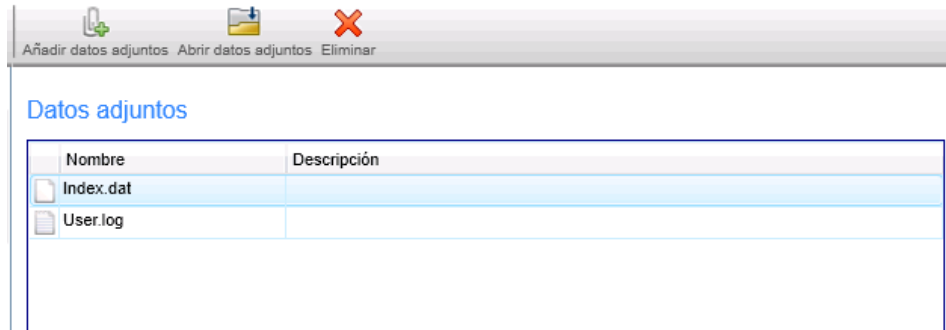 Añadir datos adjuntos Abrir datos adjuntos Eliminar
Datos adjuntos
Nombre Descripción
Index.dat
User.log